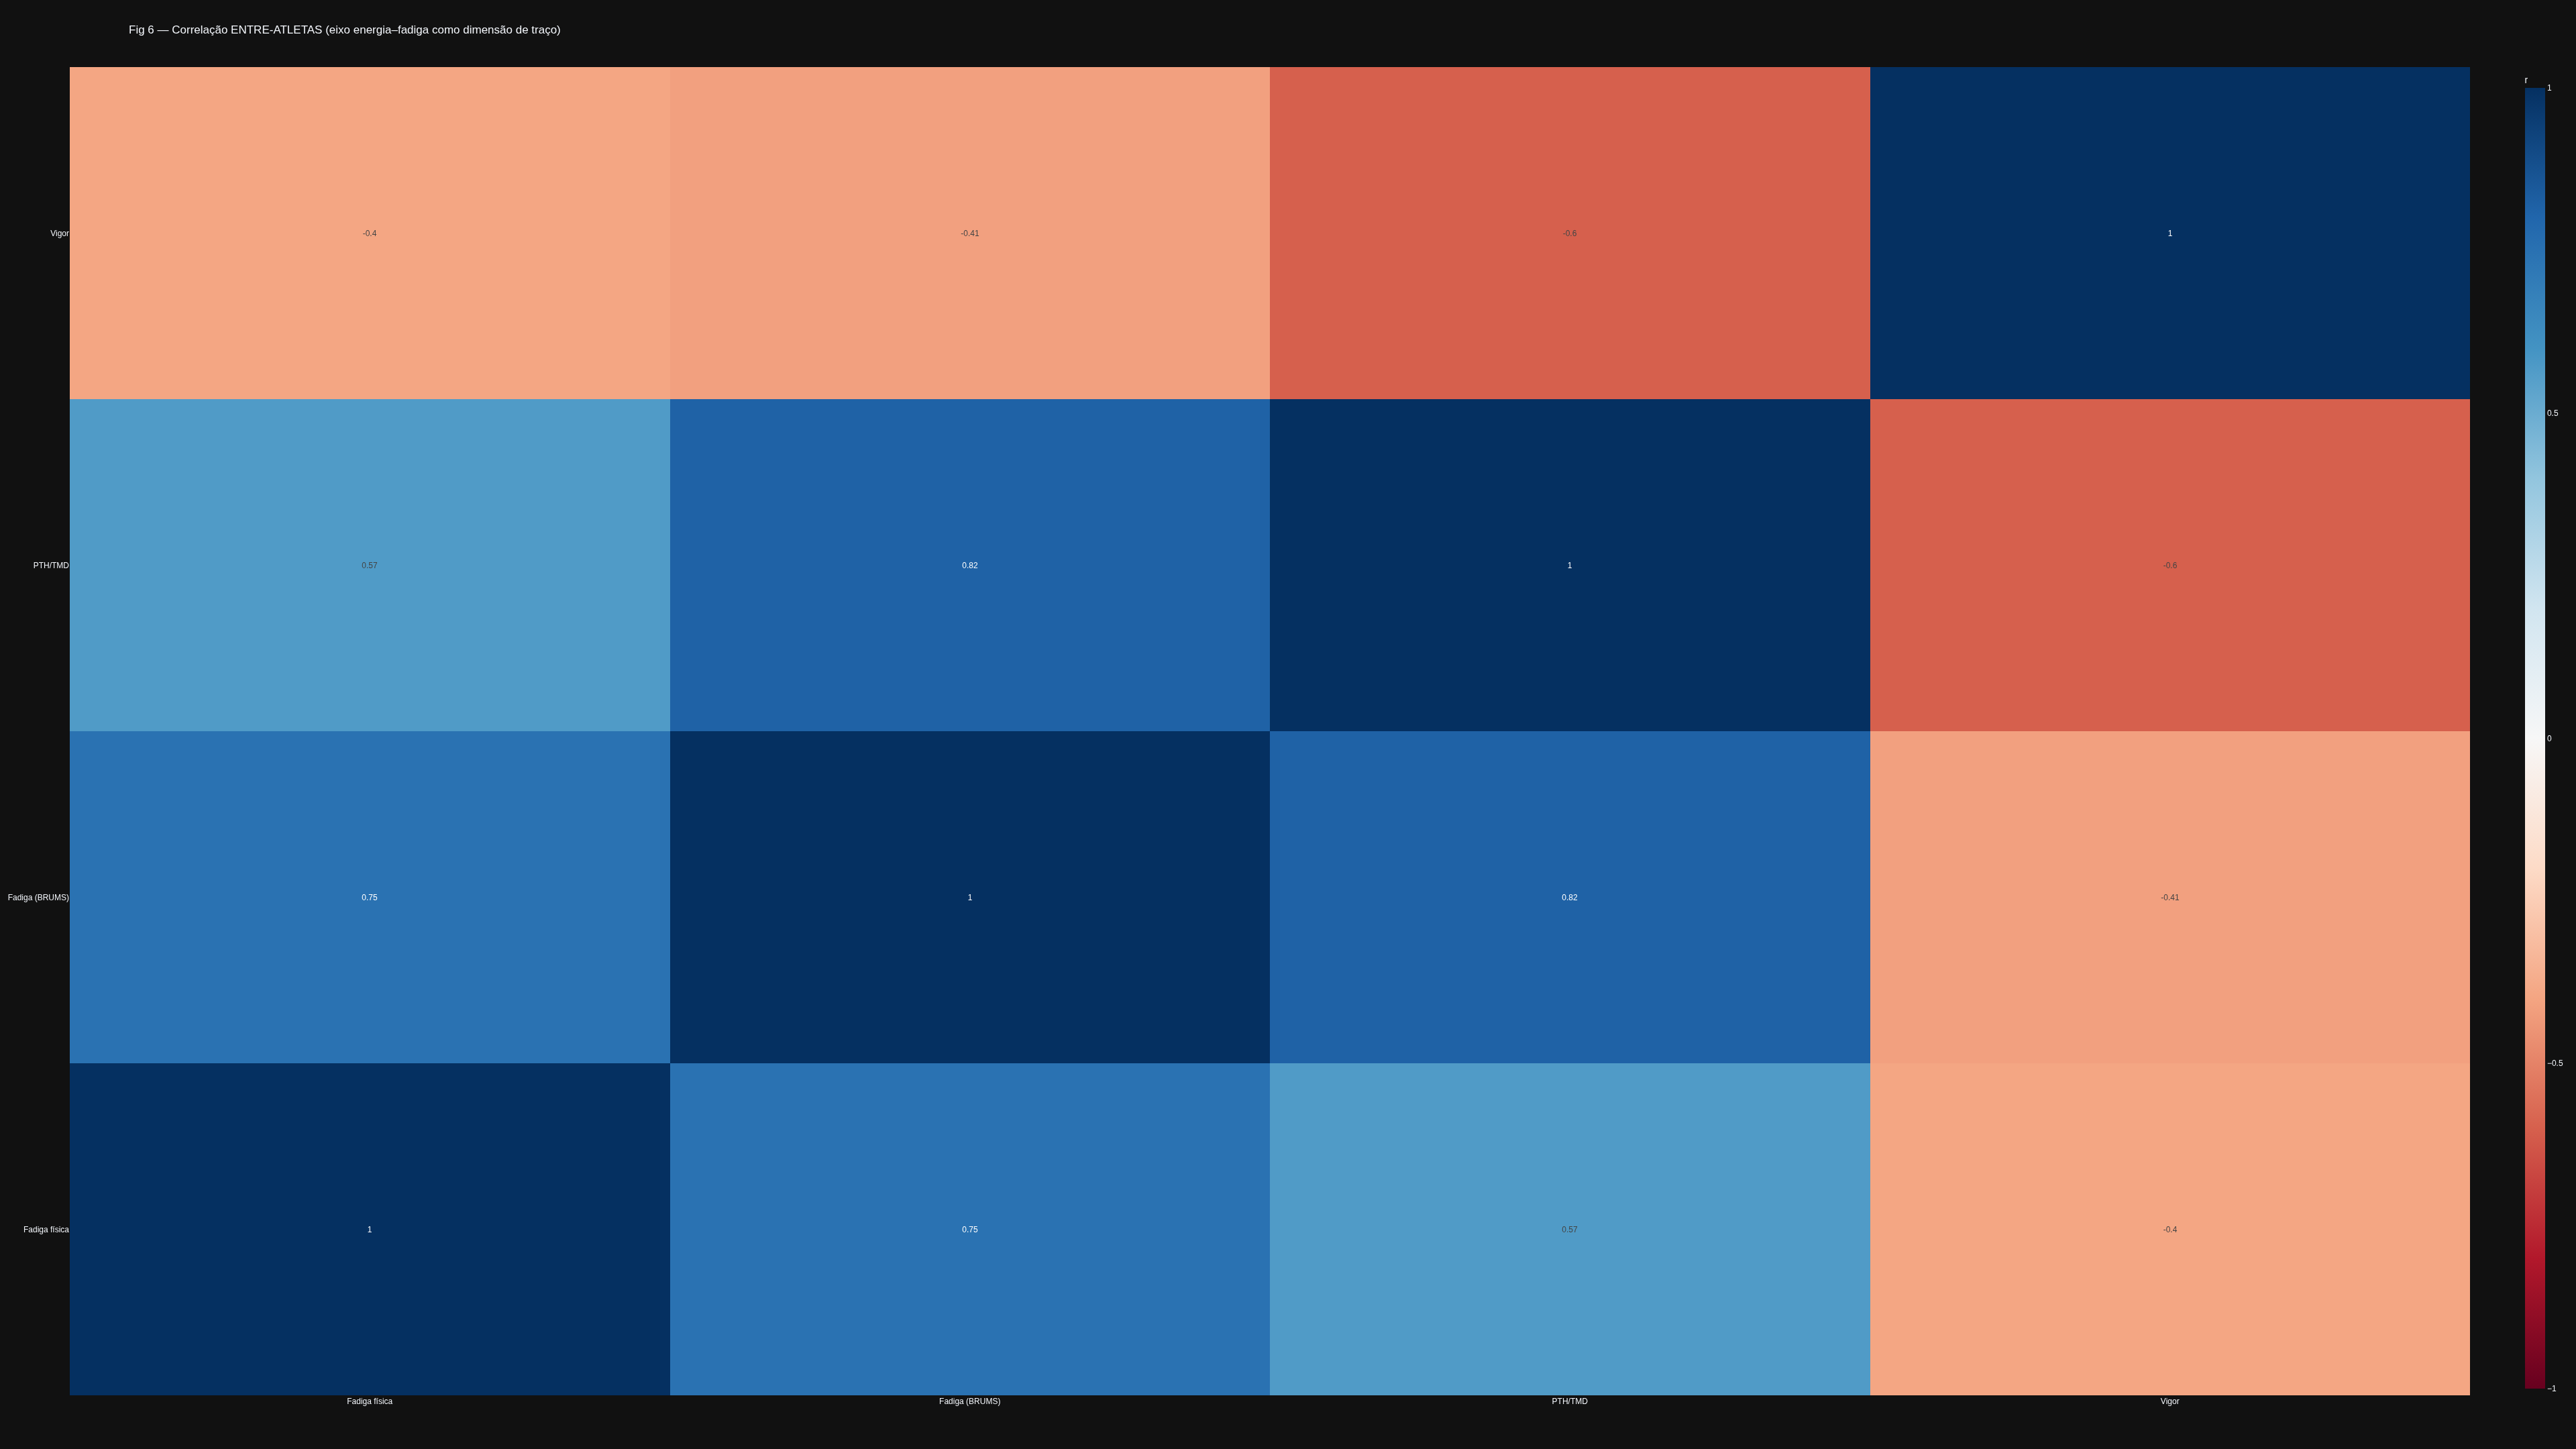 Fig 6 — Correlação ENTRE-ATLETAS (eixo energia–fadiga como dimensão de traço)
r
1
0.5
0
−0.5
−1
Vigor
-0.4
-0.41
-0.6
1
PTH/TMD
0.57
0.82
1
-0.6
Fadiga (BRUMS)
0.75
1
0.82
-0.41
Fadiga física
1
0.75
0.57
-0.4
Fadiga física
Fadiga (BRUMS)
PTH/TMD
Vigor